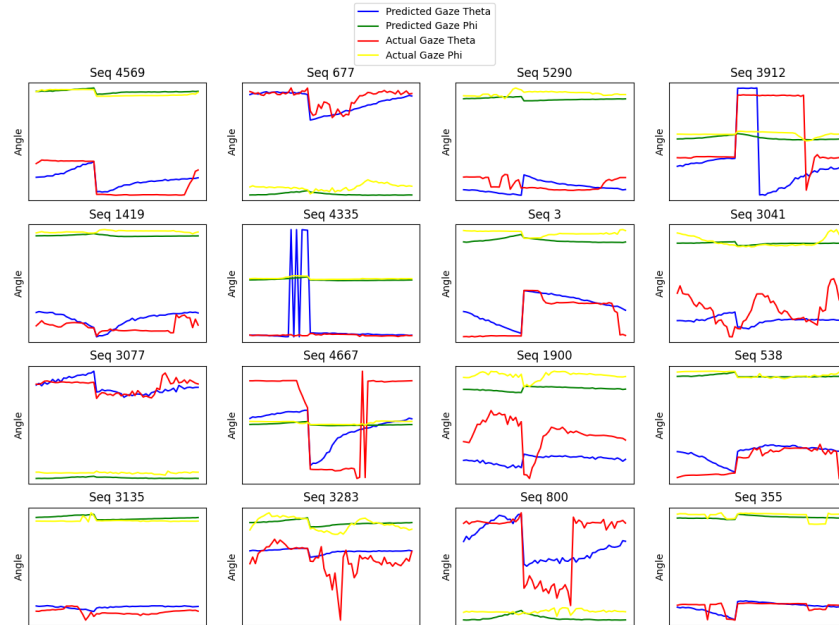 Predicted Gaze Theta
Predicted Gaze Phi
Actual Gaze Theta
Actual Gaze Phi
Seq 4569
Seq 677
Seq 5290
Seq 3912
Angle
Angle
Angle
Angle
Seq 1419
Seq 4335
Seq 3
Seq 3041
Angle
Angle
Angle
Angle
Seq 3077
Seq 4667
Seq 1900
Seq 538
Angle
Angle
Angle
Angle
Seq 3135
Seq 3283
Seq 800
Seq 355
Angle
Angle
Angle
Angle